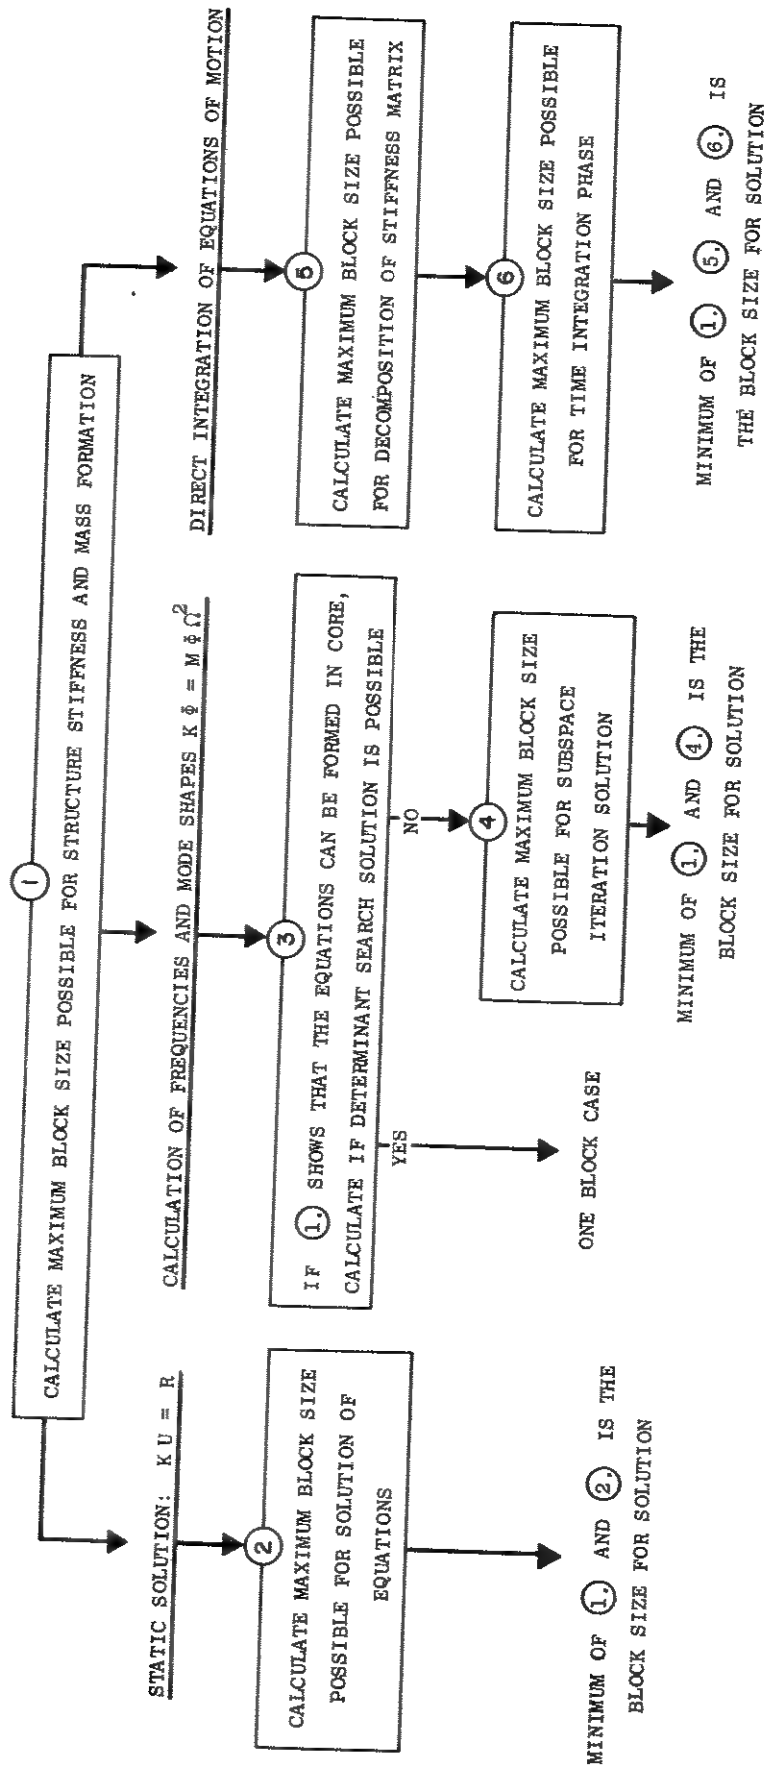 1
CALCULATE MAXIMUM BLOCK SIZE POSSIBLE FOR STRUCTURE STIFFNESS AND MASS FORMATION
STATIC SOLUTION: K U = R
2
CALCULATE MAXIMUM BLOCK SIZE
POSSIBLE FOR SOLUTION OF
EQUATIONS
MINIMUM OF 1. AND 2. IS THE
BLOCK SIZE FOR SOLUTION
CALCULATION OF FREQUENCIES AND MODE SHAPES K Φ = M Φ Ω²
3
IF 1. SHOWS THAT THE EQUATIONS CAN BE FORMED IN CORE,
CALCULATE IF DETERMINANT SEARCH SOLUTION IS POSSIBLE
YES
ONE BLOCK CASE
NO
4
CALCULATE MAXIMUM BLOCK SIZE
POSSIBLE FOR SUBSPACE
ITERATION SOLUTION
MINIMUM OF 1. AND 4. IS THE
BLOCK SIZE FOR SOLUTION
DIRECT INTEGRATION OF EQUATIONS OF MOTION
5
CALCULATE MAXIMUM BLOCK SIZE POSSIBLE
FOR DECOMPOSITION OF STIFFNESS MATRIX
6
CALCULATE MAXIMUM BLOCK SIZE POSSIBLE
FOR TIME INTEGRATION PHASE
MINIMUM OF 1. 5. AND 6. IS
THE BLOCK SIZE FOR SOLUTION